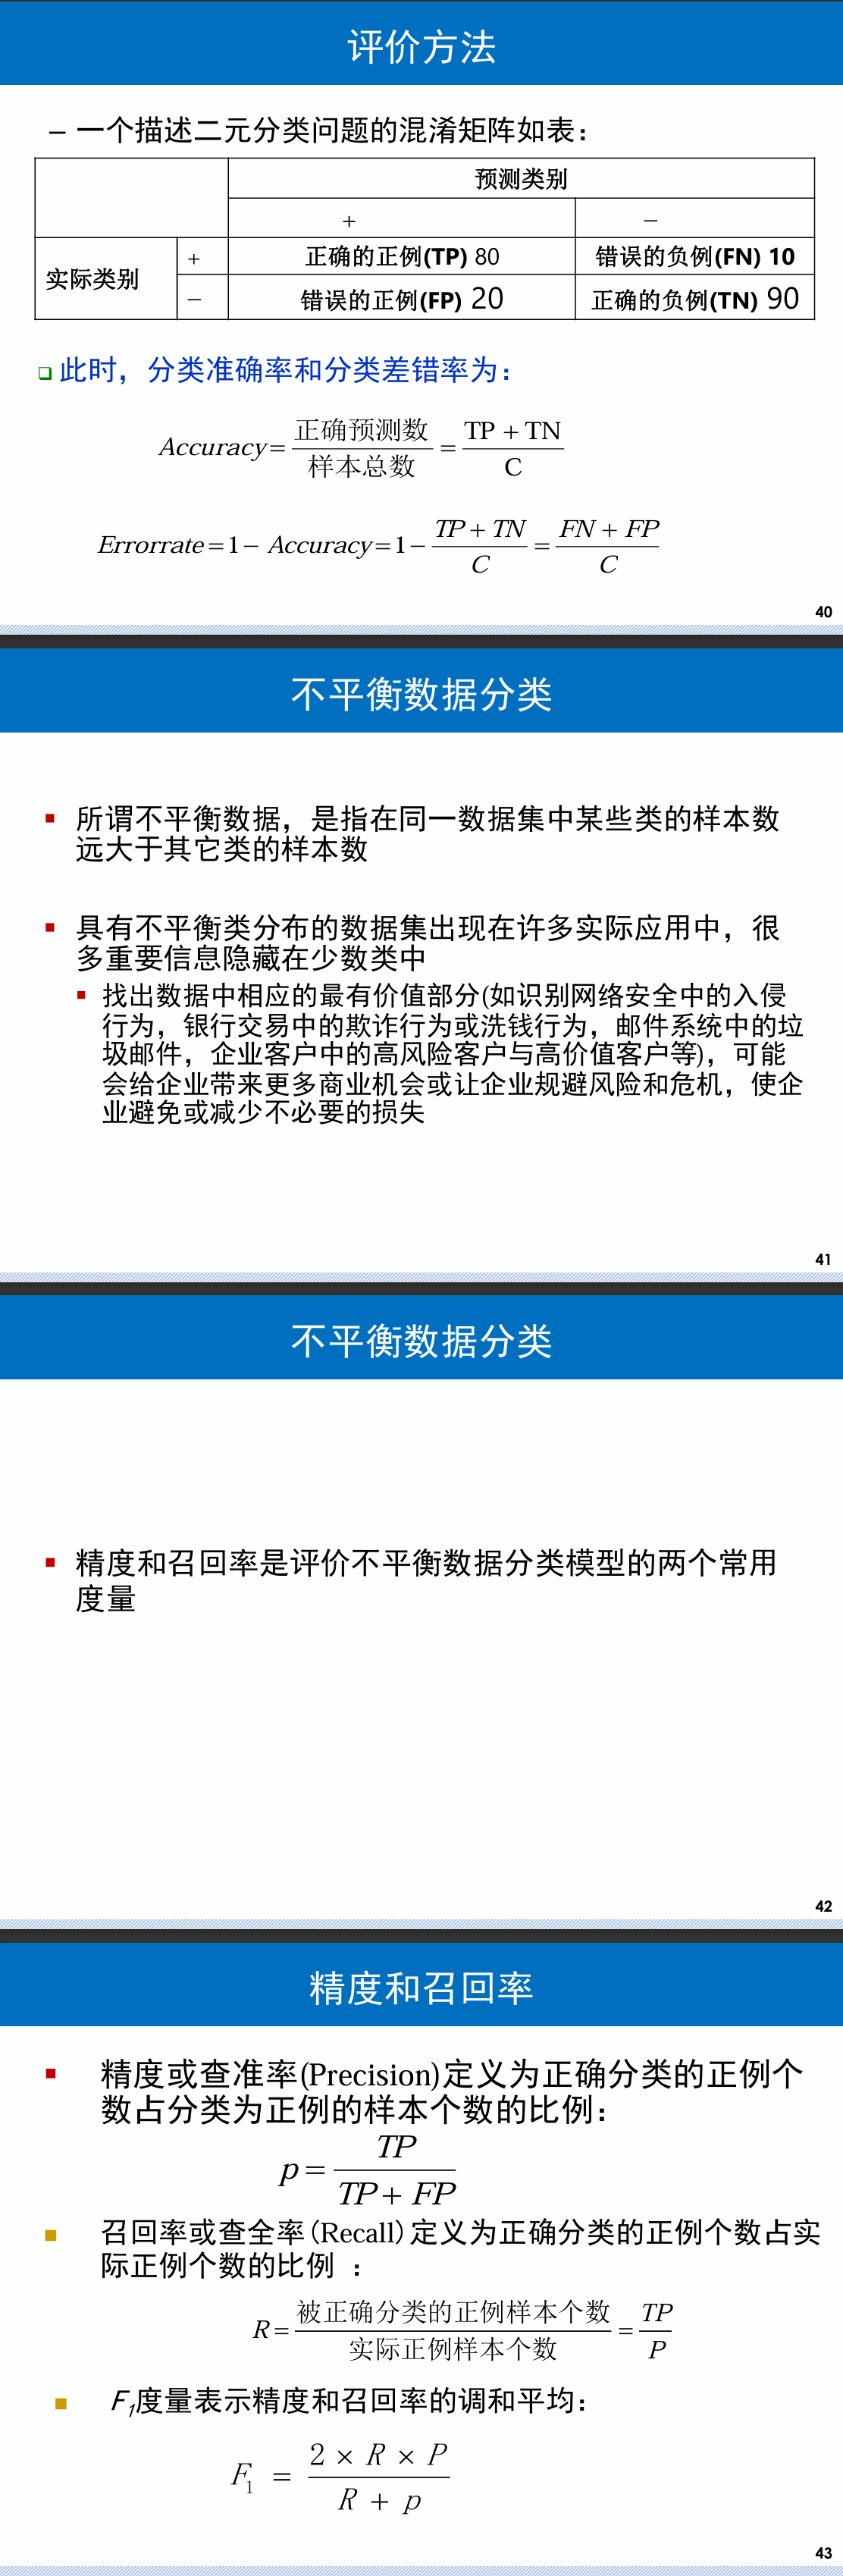 评价方法
– 一个描述二元分类问题的混淆矩阵如表：
预测类别
+ −
实际类别 + 正确的正例(TP) 80 错误的负例(FN) 10
− 错误的正例(FP) 20 正确的负例(TN) 90
此时，分类准确率和分类差错率为：
Accuracy = 正确预测数 / 样本总数 = TP + TN / C
Errorrate = 1 − Accuracy = 1 − TP + TN / C = FN + FP / C
40
不平衡数据分类
所谓不平衡数据，是指在同一数据集中某些类的样本数
远大于其它类的样本数
具有不平衡类分布的数据集出现在许多实际应用中，很
多重要信息隐藏在少数类中
找出数据中相应的最有价值部分(如识别网络安全中的入侵
行为，银行交易中的欺诈行为或洗钱行为，邮件系统中的垃
圾邮件，企业客户中的高风险客户与高价值客户等)，可能
会给企业带来更多商业机会或让企业规避风险和危机，使企
业避免或减少不必要的损失
41
不平衡数据分类
精度和召回率是评价不平衡数据分类模型的两个常用
度量
42
精度和召回率
精度或查准率(Precision)定义为正确分类的正例个
数占分类为正例的样本个数的比例：
p = TP / TP + FP
召回率或查全率(Recall)定义为正确分类的正例个数占实
际正例个数的比例 ：
R = 被正确分类的正例样本个数 / 实际正例样本个数 = TP / P
F1度量表示精度和召回率的调和平均：
F1 = 2 × R × P / R + p
43